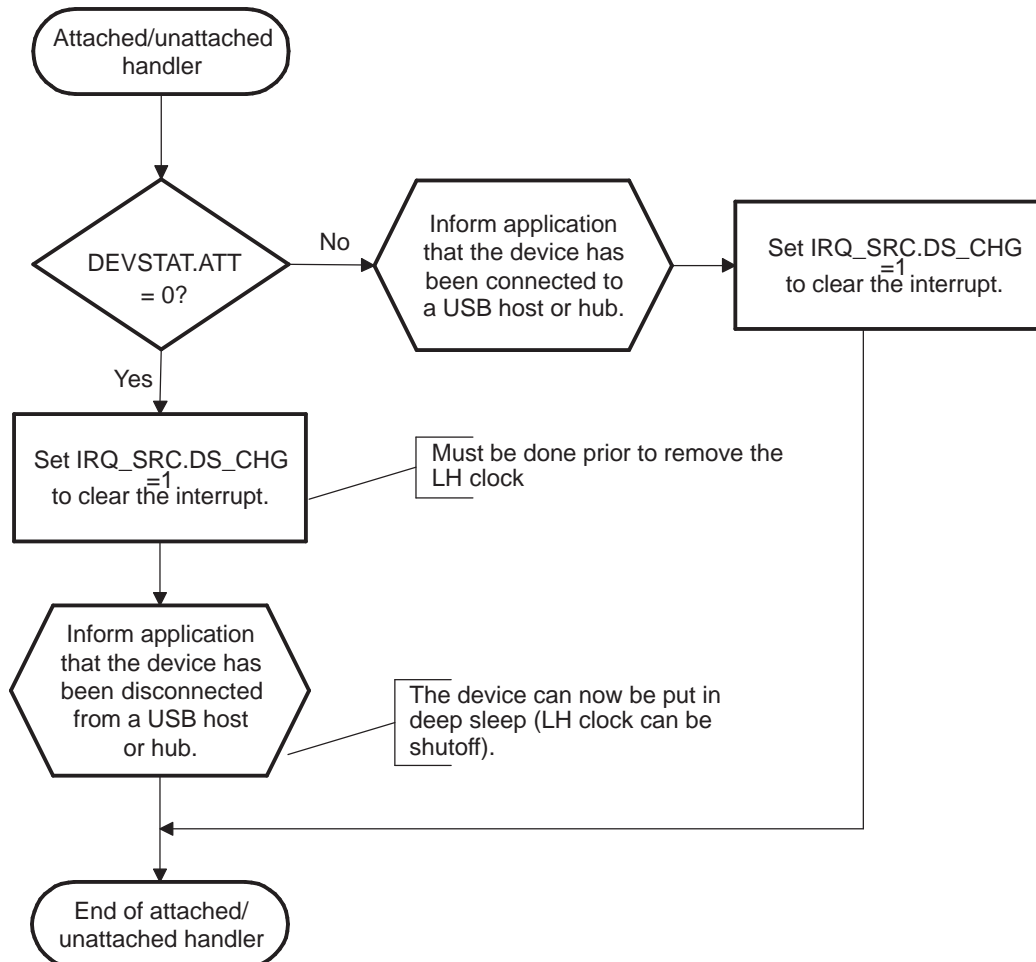 Attached/unattached
handler
DEVSTAT.ATT
= 0?
No
Inform application
that the device has
been connected to
a USB host or hub.
Set IRQ_SRC.DS_CHG
=1
to clear the interrupt.
Yes
Set IRQ_SRC.DS_CHG
=1
to clear the interrupt.
Must be done prior to remove the
LH clock
Inform application
that the device has
been disconnected
from a USB host
or hub.
The device can now be put in
deep sleep (LH clock can be
shutoff).
End of attached/
unattached handler